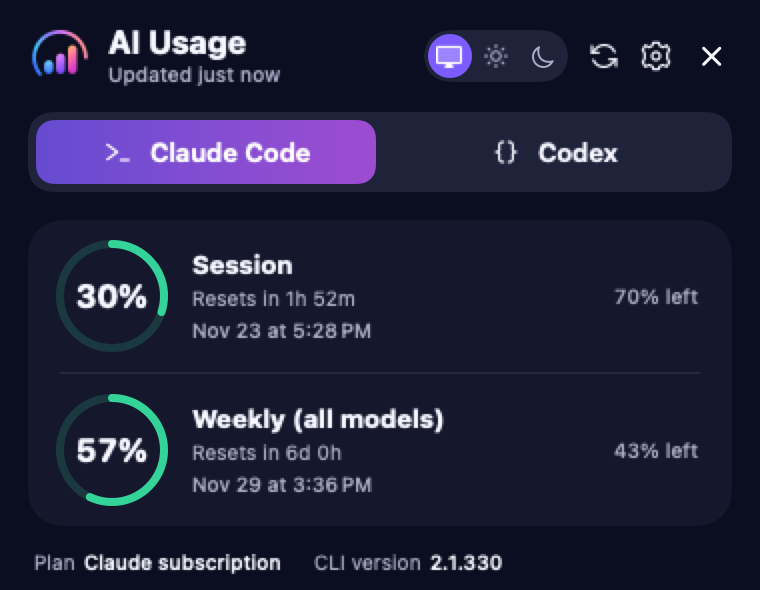 AI Usage
Updated just now
>_ Claude Code
{} Codex
30%
Session
Resets in 1h 52m
Nov 23 at 5:28 PM
70% left
57%
Weekly (all models)
Resets in 6d 0h
Nov 29 at 3:36 PM
43% left
Plan Claude subscription CLI version 2.1.330